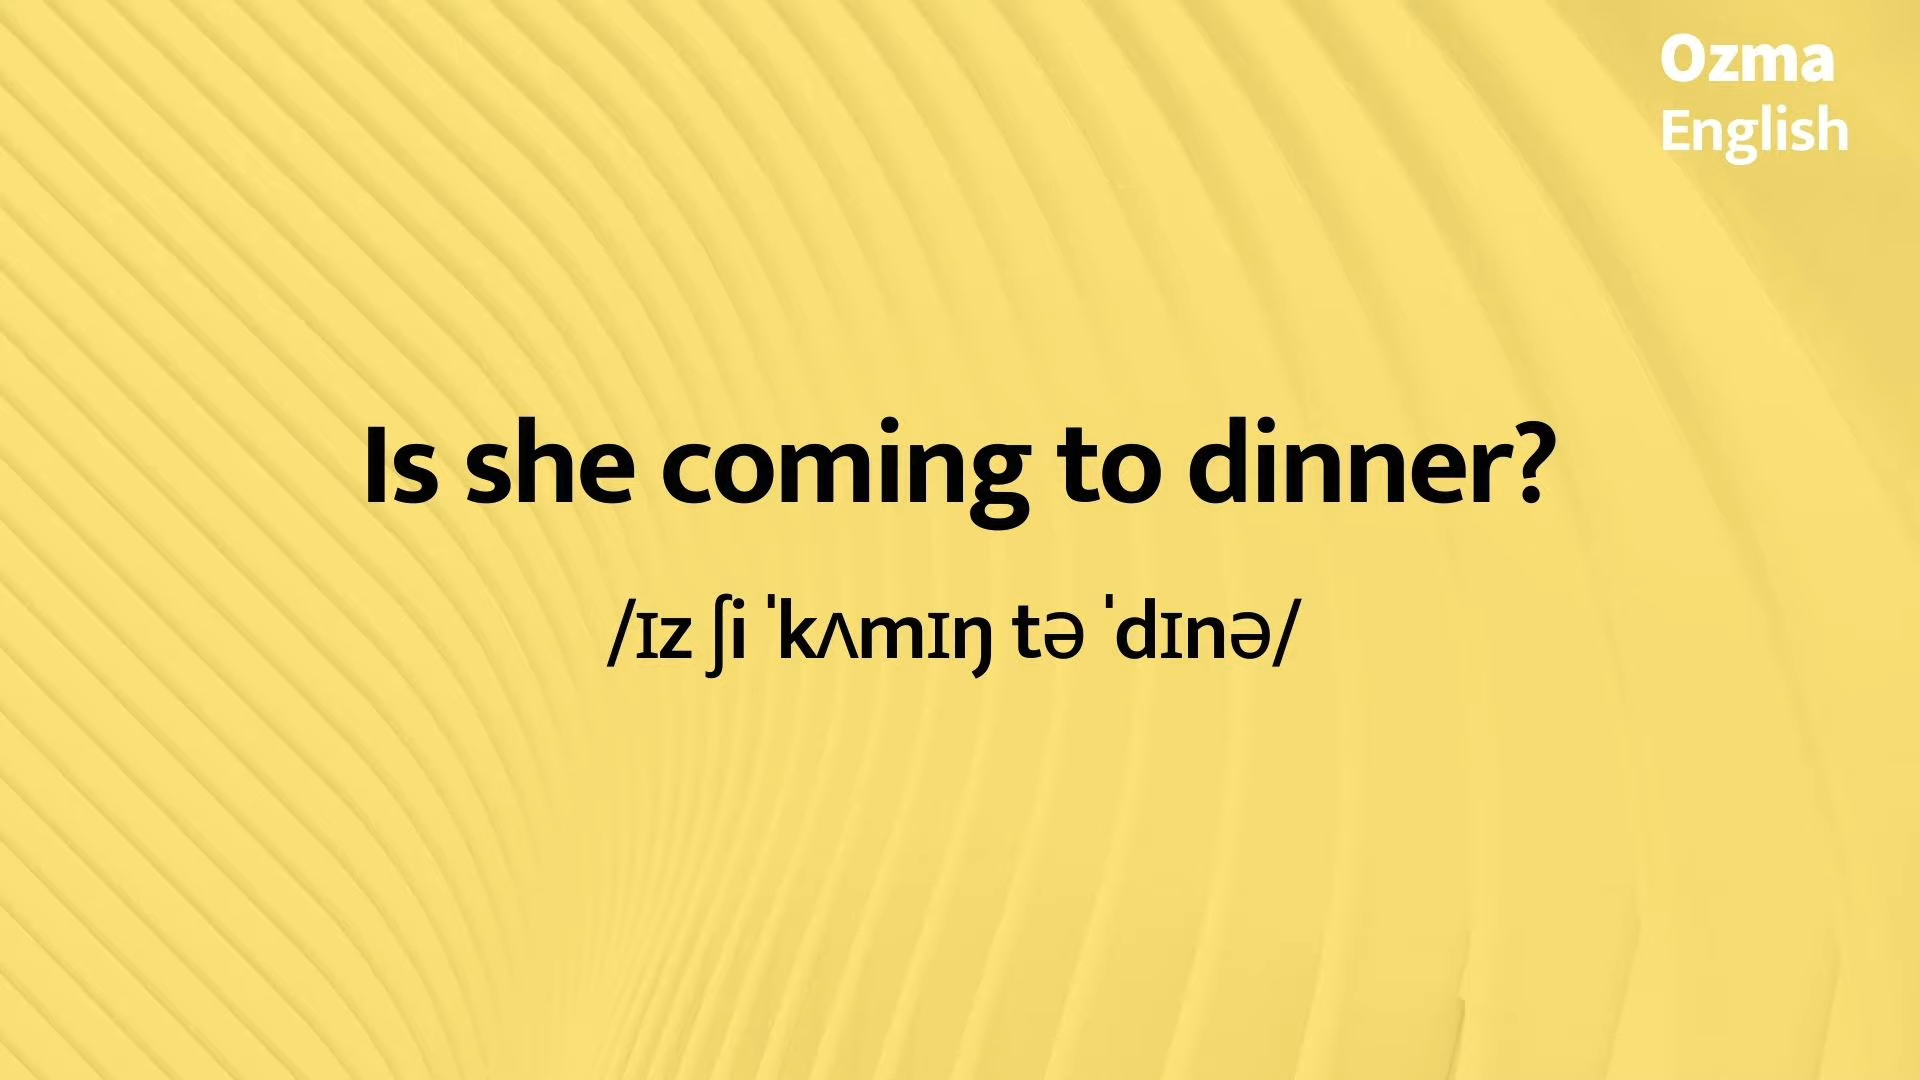 Ozma
English
Is she coming to dinner?
/ɪz ʃi ˈkʌmɪŋ tə ˈdɪnə/